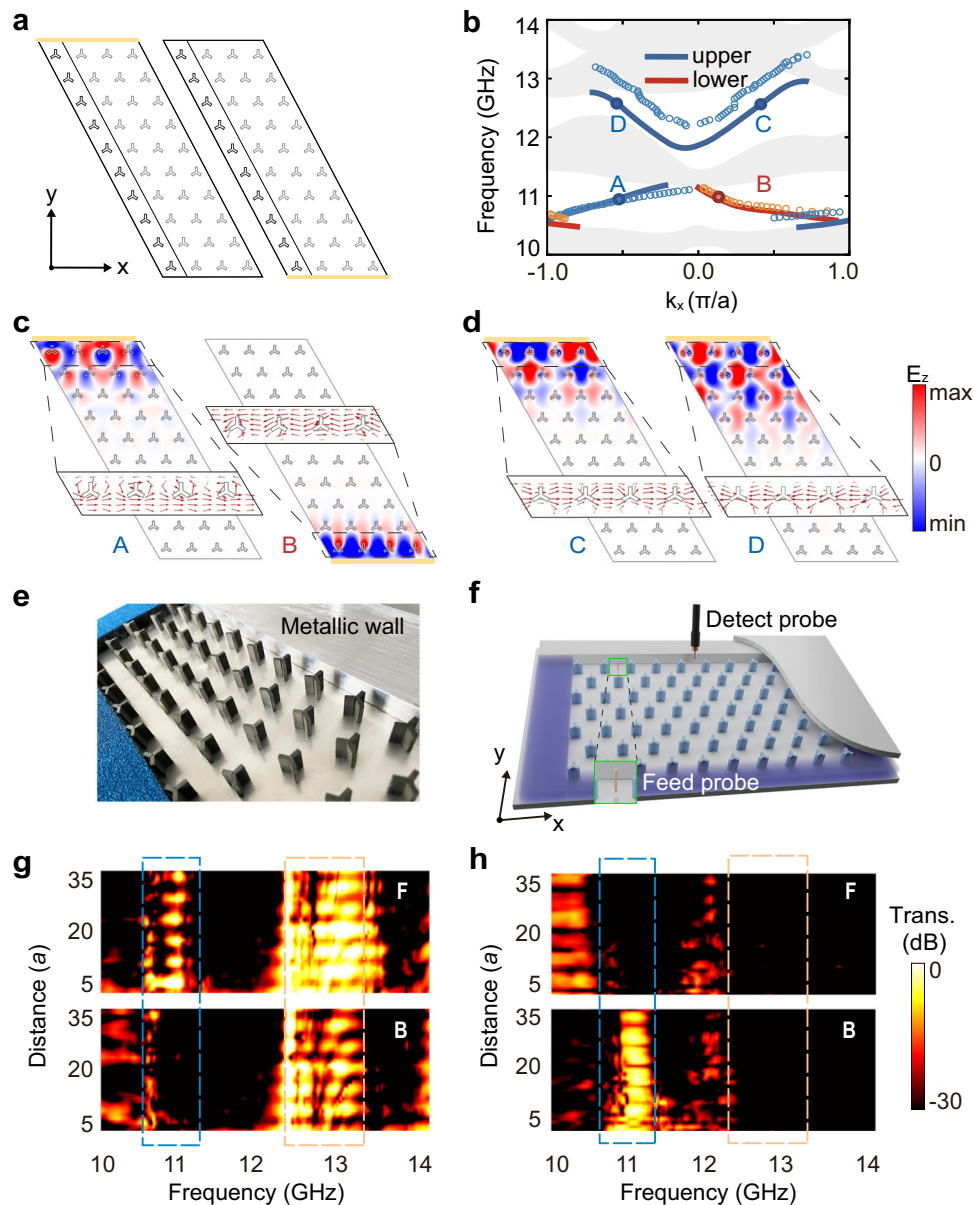 a
y
x
b
14
13
12
11
10
Frequency (GHz)
upper
lower
D
C
A
B
-1.0
0.0
1.0
kₓ (π/a)
c
A
B
d
C
D
E_z
max
0
min
e
Metallic wall
f
Detect probe
Feed probe
y
x
g
35
20
5
F
35
20
5
B
Distance (a)
10
11
12
13
14
Frequency (GHz)
h
35
20
5
F
35
20
5
B
Distance (a)
10
11
12
13
14
Frequency (GHz)
Trans.
(dB)
0
-30